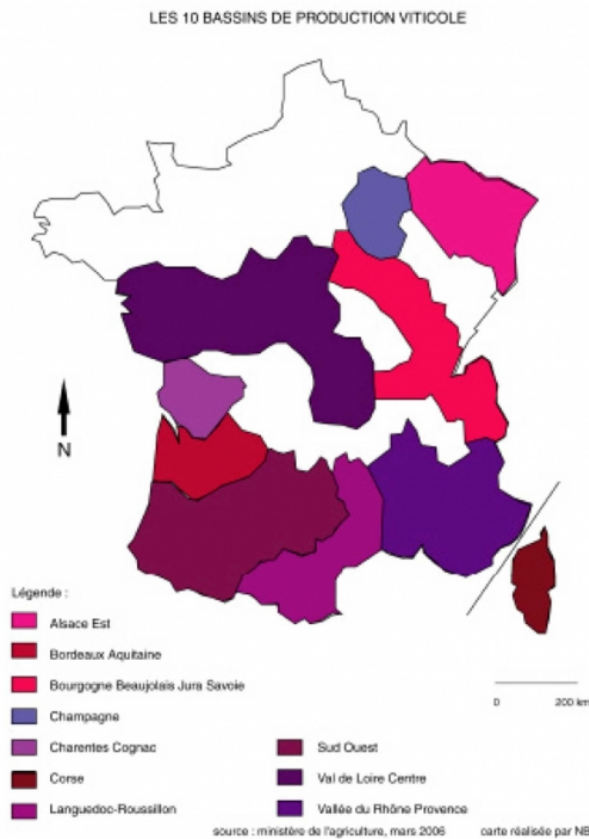 LES 10 BASSINS DE PRODUCTION VITICOLE
N
Légende :
Alsace Est
Bordeaux Aquitaine
Bourgogne Beaujolais Jura Savoie
Champagne
Charentes Cognac
Corse
Languedoc-Roussillon
Sud Ouest
Val de Loire Centre
Vallée du Rhône Provence
0 200 km
source : ministère de l'agriculture, mars 2006 carte réalisée par NB